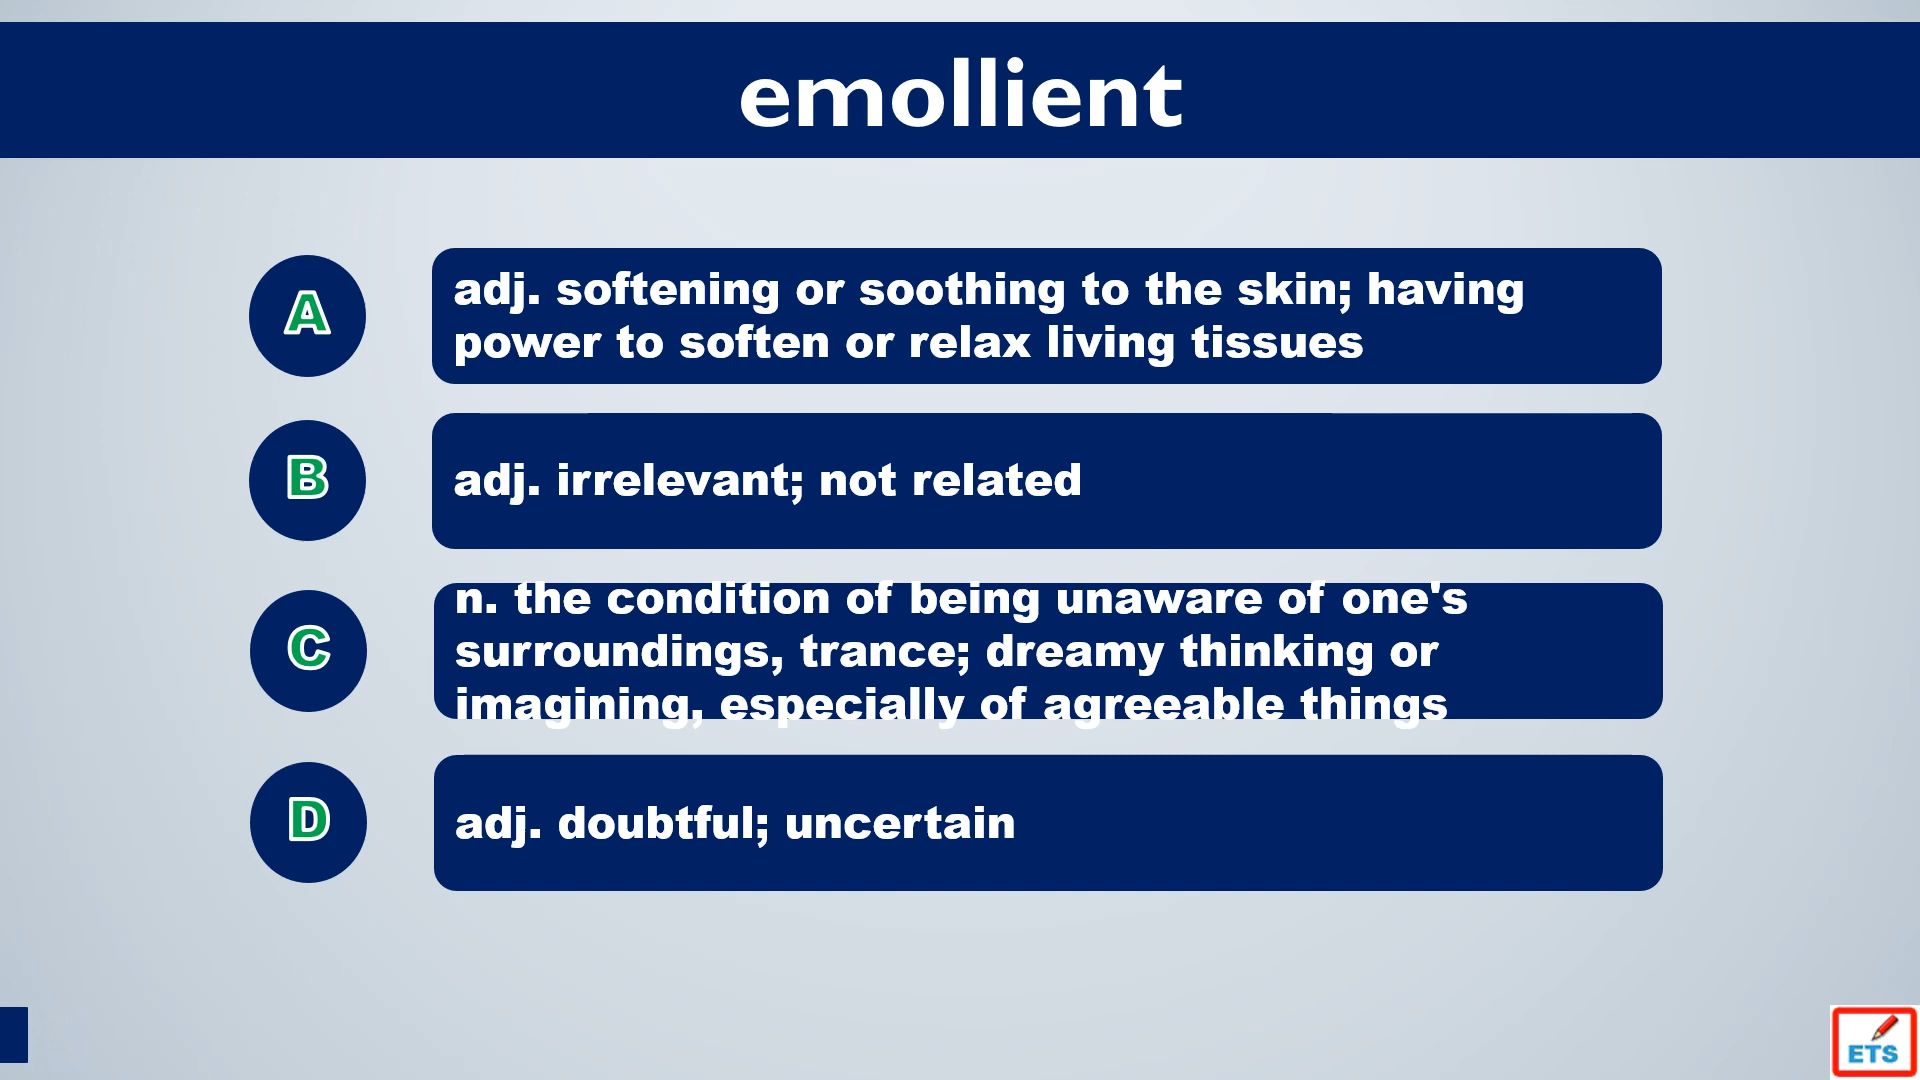 emollient
A
adj. softening or soothing to the skin; having
power to soften or relax living tissues
B
adj. irrelevant; not related
C
n. the condition of being unaware of one's
surroundings, trance; dreamy thinking or
imagining, especially of agreeable things
D
adj. doubtful; uncertain
ETS